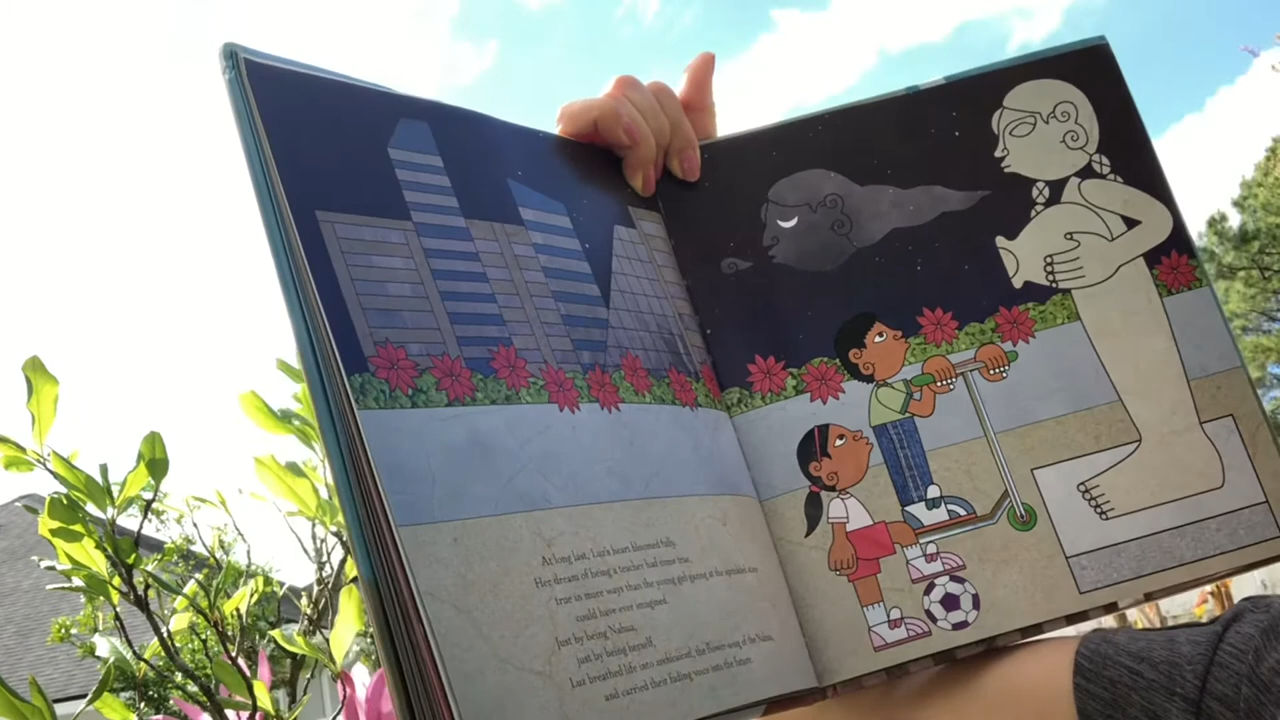 At long last, Luz's heart bloomed fully.
Her dream of being a teacher had come true,
true in more ways than the young girl gazing at the sprinkled stars
could have ever imagined.
Just by being Nahua,
just by being herself,
Luz breathed life into xochicuicatl, the flower-song of the Nahua,
and carried their fading voice into the future.